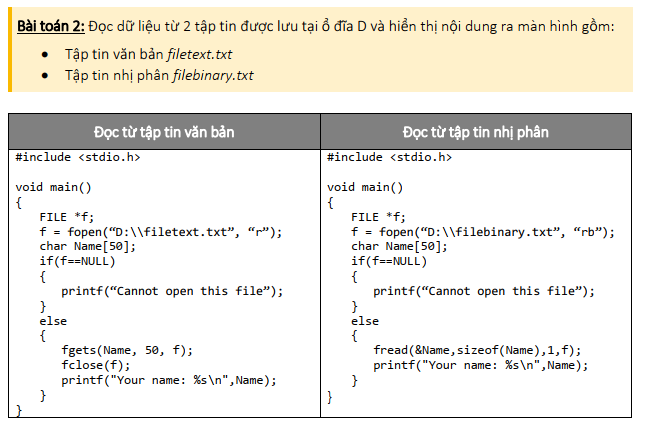 Bài toán 2: Đọc dữ liệu từ 2 tập tin được lưu tại ổ đĩa D và hiển thị nội dung ra màn hình gồm:
• Tập tin văn bản filetext.txt
• Tập tin nhị phân filebinary.txt
Đọc từ tập tin văn bản
#include <stdio.h>
void main()
{
FILE *f;
f = fopen(“D:\\filetext.txt”, “r”);
char Name[50];
if(f==NULL)
{
printf(“Cannot open this file”);
}
else
{
fgets(Name, 50, f);
fclose(f);
printf("Your name: %s\n",Name);
}
}
Đọc từ tập tin nhị phân
#include <stdio.h>
void main()
{
FILE *f;
f = fopen(“D:\\filebinary.txt”, “rb”);
char Name[50];
if(f==NULL)
{
printf(“Cannot open this file”);
}
else
{
fread(&Name,sizeof(Name),1,f);
printf("Your name: %s\n",Name);
}
}